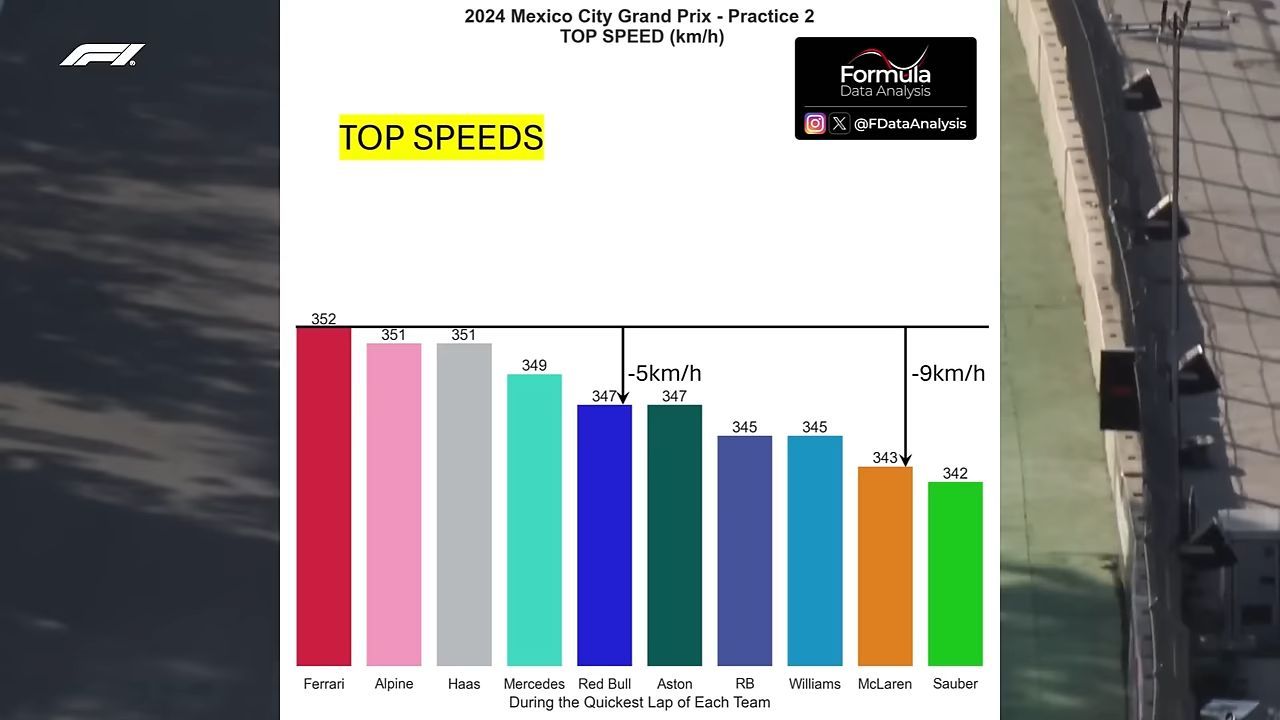 2024 Mexico City Grand Prix - Practice 2
TOP SPEED (km/h)
F1
Formula
Data Analysis
@FDataAnalysis
TOP SPEEDS
352
351
351
349
347
347
345
345
343
342
-5km/h
-9km/h
Ferrari
Alpine
Haas
Mercedes
Red Bull
Aston
RB
Williams
McLaren
Sauber
During the Quickest Lap of Each Team